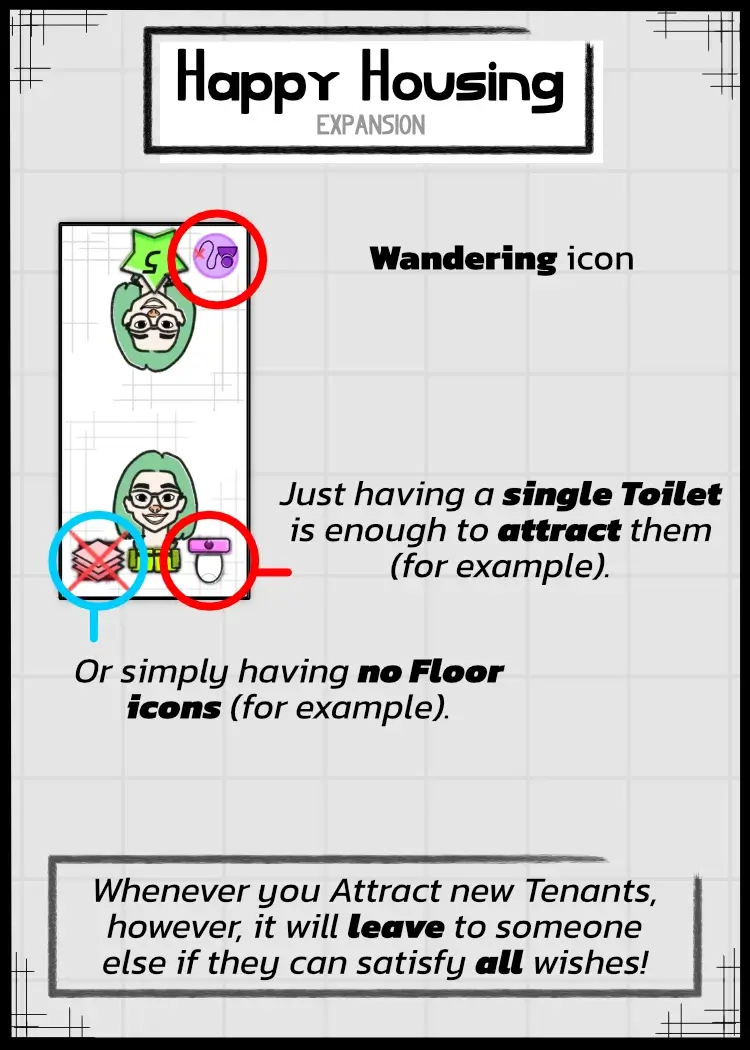 Happy Housing
EXPANSION
5
Wandering icon
Just having a single Toilet
is enough to attract them
(for example).
Or simply having no Floor
icons (for example).
Whenever you Attract new Tenants,
however, it will leave to someone
else if they can satisfy all wishes!